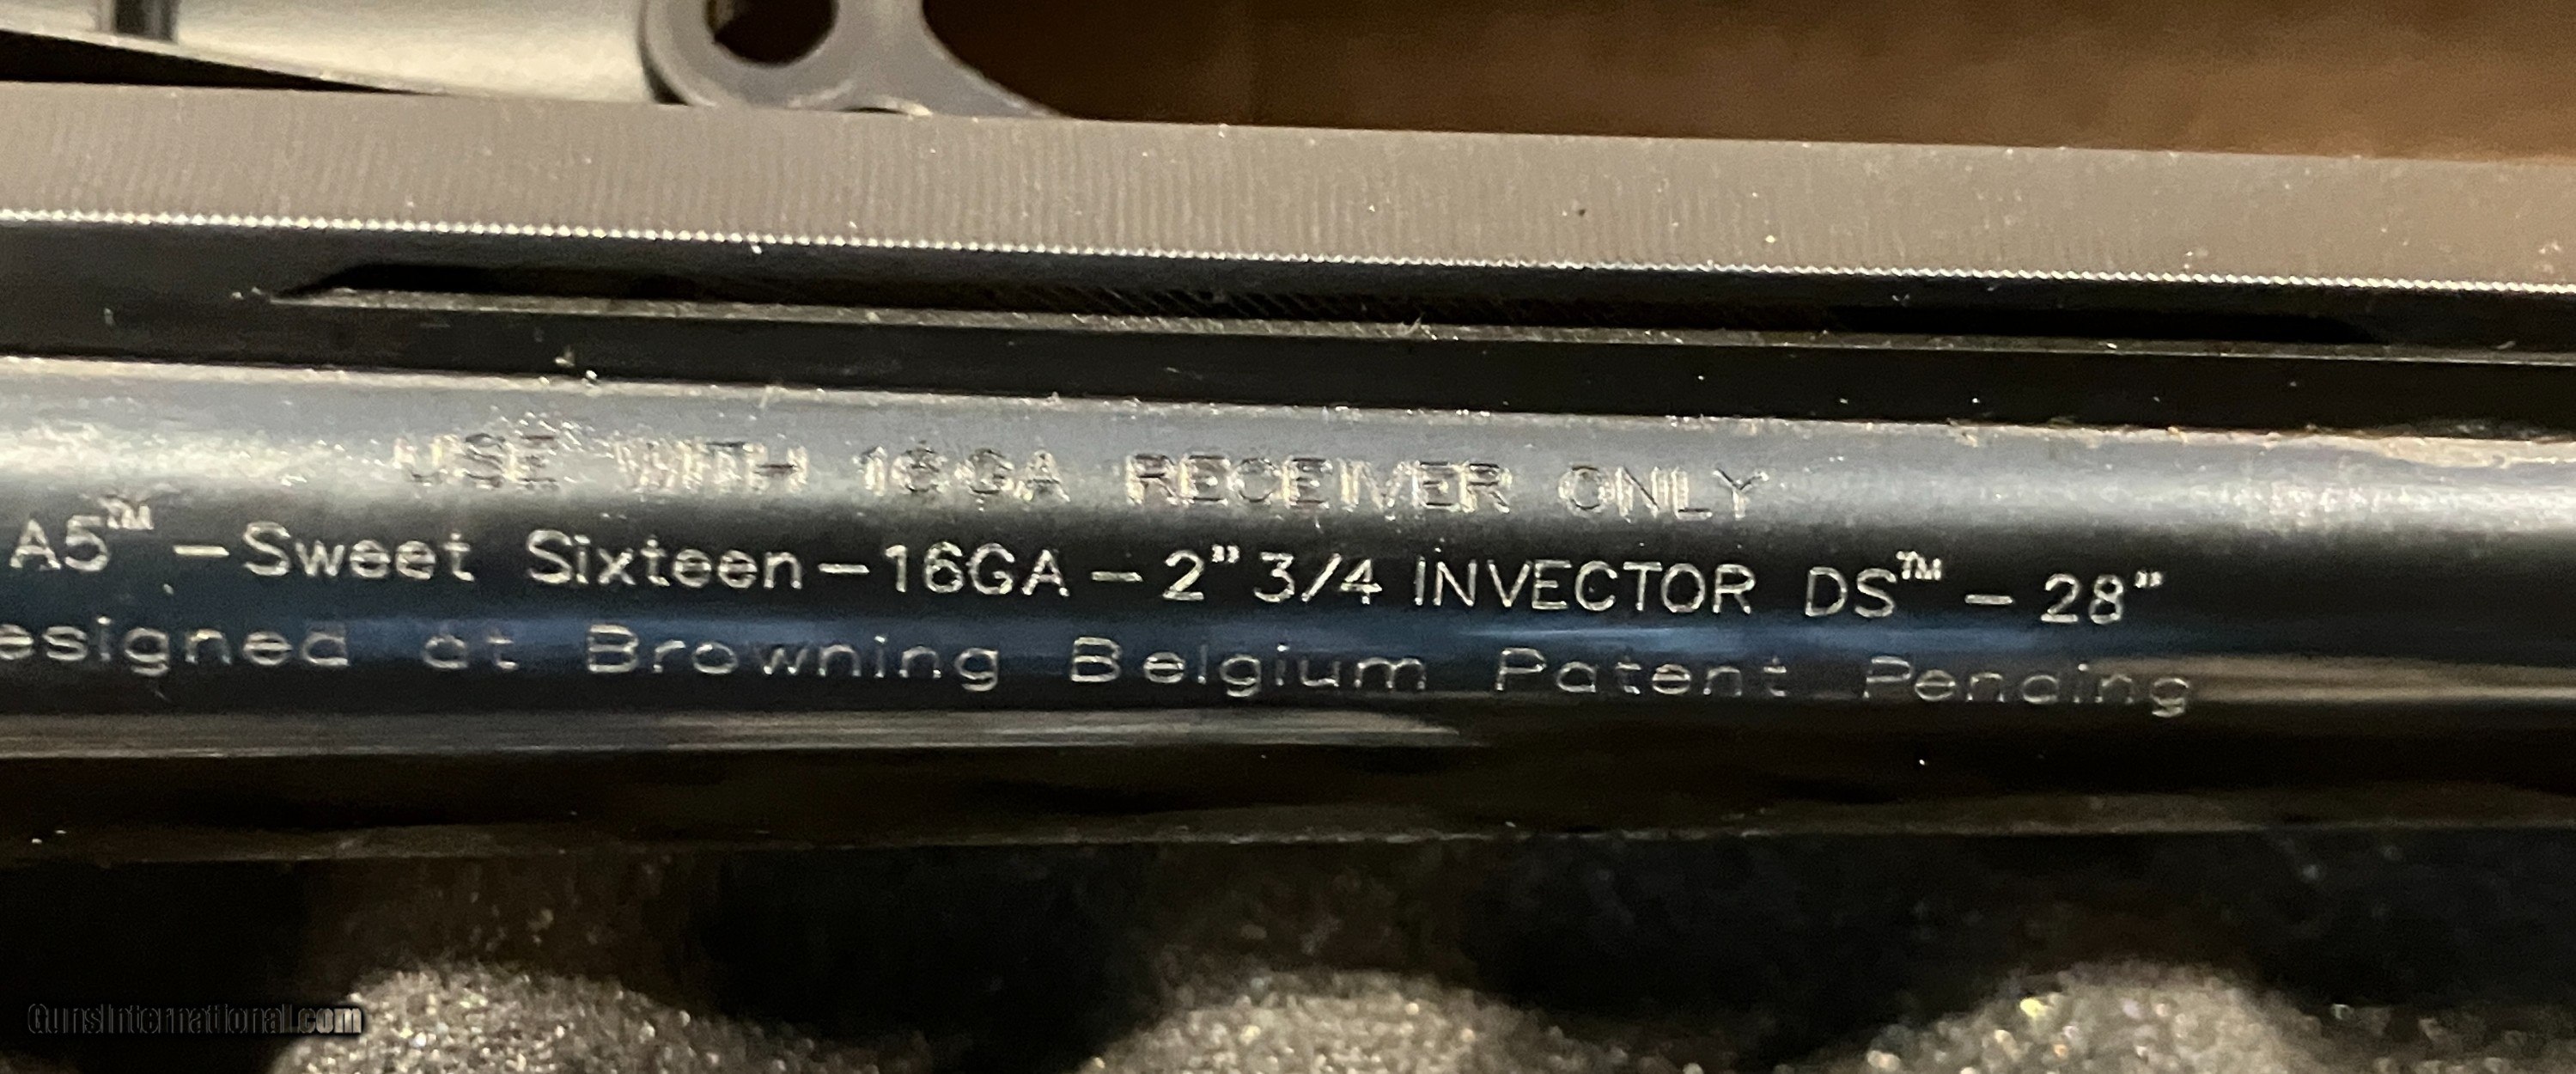 USE WITH 16GA RECEIVER ONLY
A5™ – Sweet Sixteen – 16GA – 2" 3/4 INVECTOR DS™ – 28"
esigned at Browning Belgium Patent Pending
GunsInternational.com